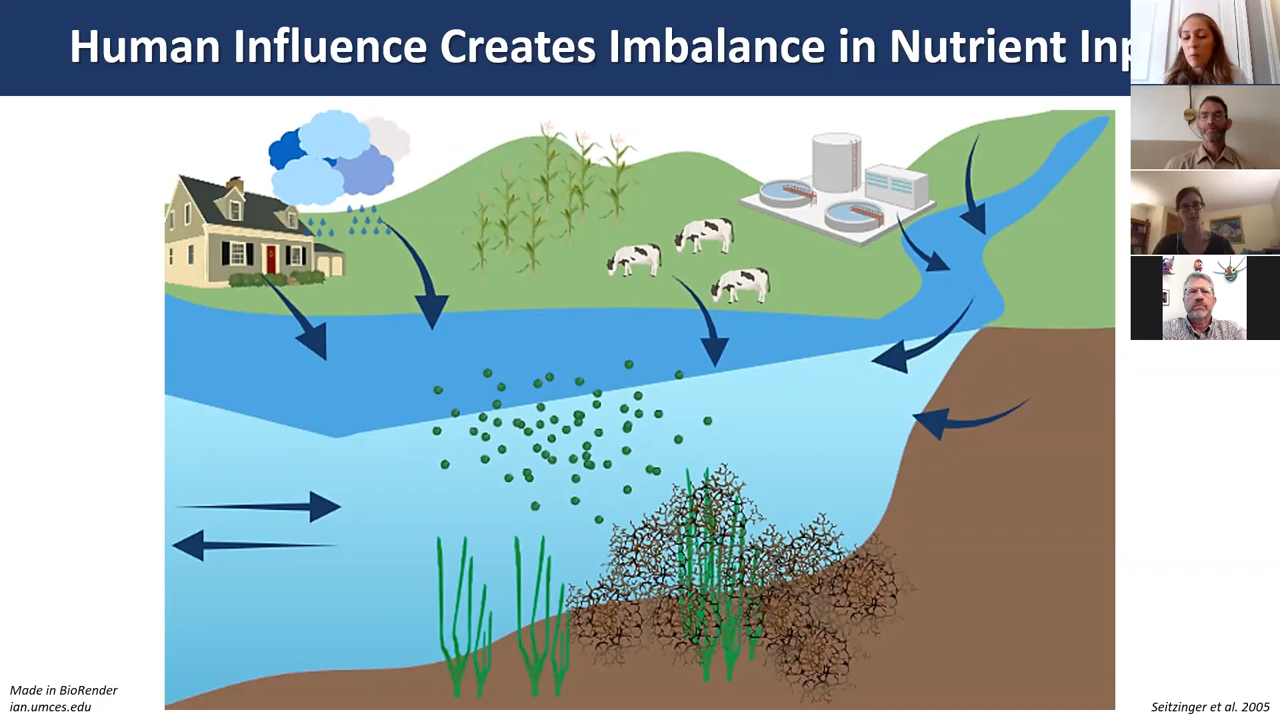 Human Influence Creates Imbalance in Nutrient Inp
Made in BioRender
ian.umces.edu
Seitzinger et al. 2005